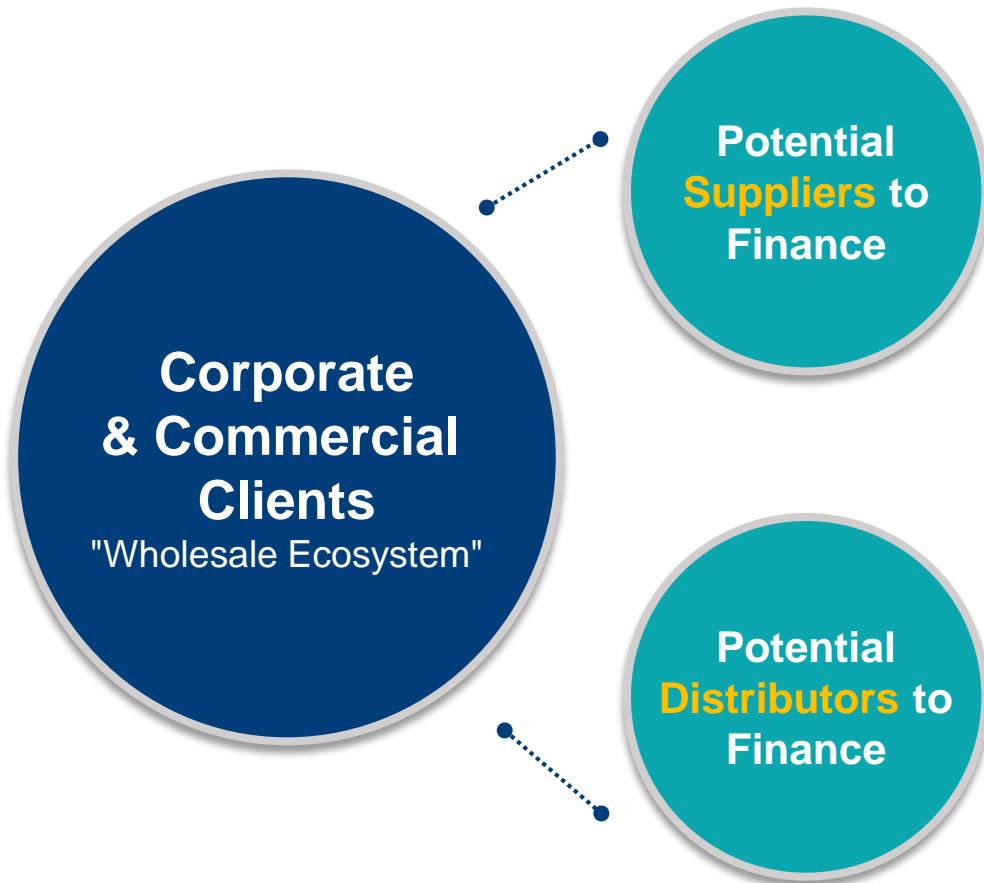 Potential
Suppliers to
Finance
Corporate
& Commercial
Clients
"Wholesale Ecosystem"
Potential
Distributors to
Finance